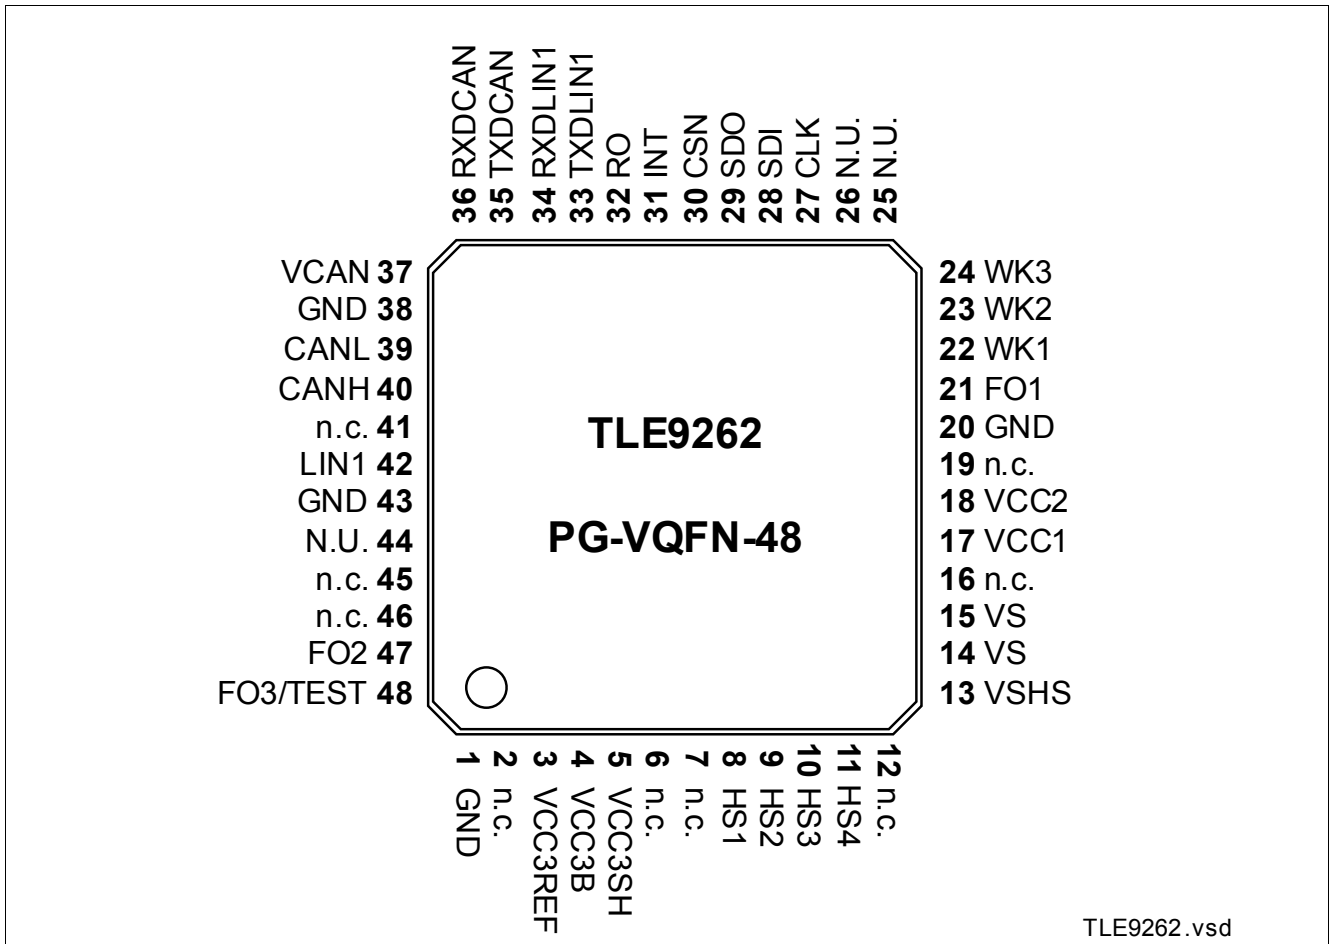 36 RXDCAN
35 TXDCAN
34 RXDLIN1
33 TXDLIN1
32 RO
31 INT
30 CSN
29 SDO
28 SDI
27 CLK
26 N.U.
25 N.U.
VCAN 37
GND 38
CANL 39
CANH 40
n.c. 41
LIN1 42
GND 43
N.U. 44
n.c. 45
n.c. 46
FO2 47
FO3/TEST 48
TLE9262
PG-VQFN-48
24 WK3
23 WK2
22 WK1
21 FO1
20 GND
19 n.c.
18 VCC2
17 VCC1
16 n.c.
15 VS
14 VS
13 VSHS
1 GND
2 n.c.
3 VCC3REF
4 VCC3B
5 VCC3SH
6 n.c.
7 n.c.
8 HS1
9 HS2
10 HS3
11 HS4
12 n.c.
TLE9262.vsd